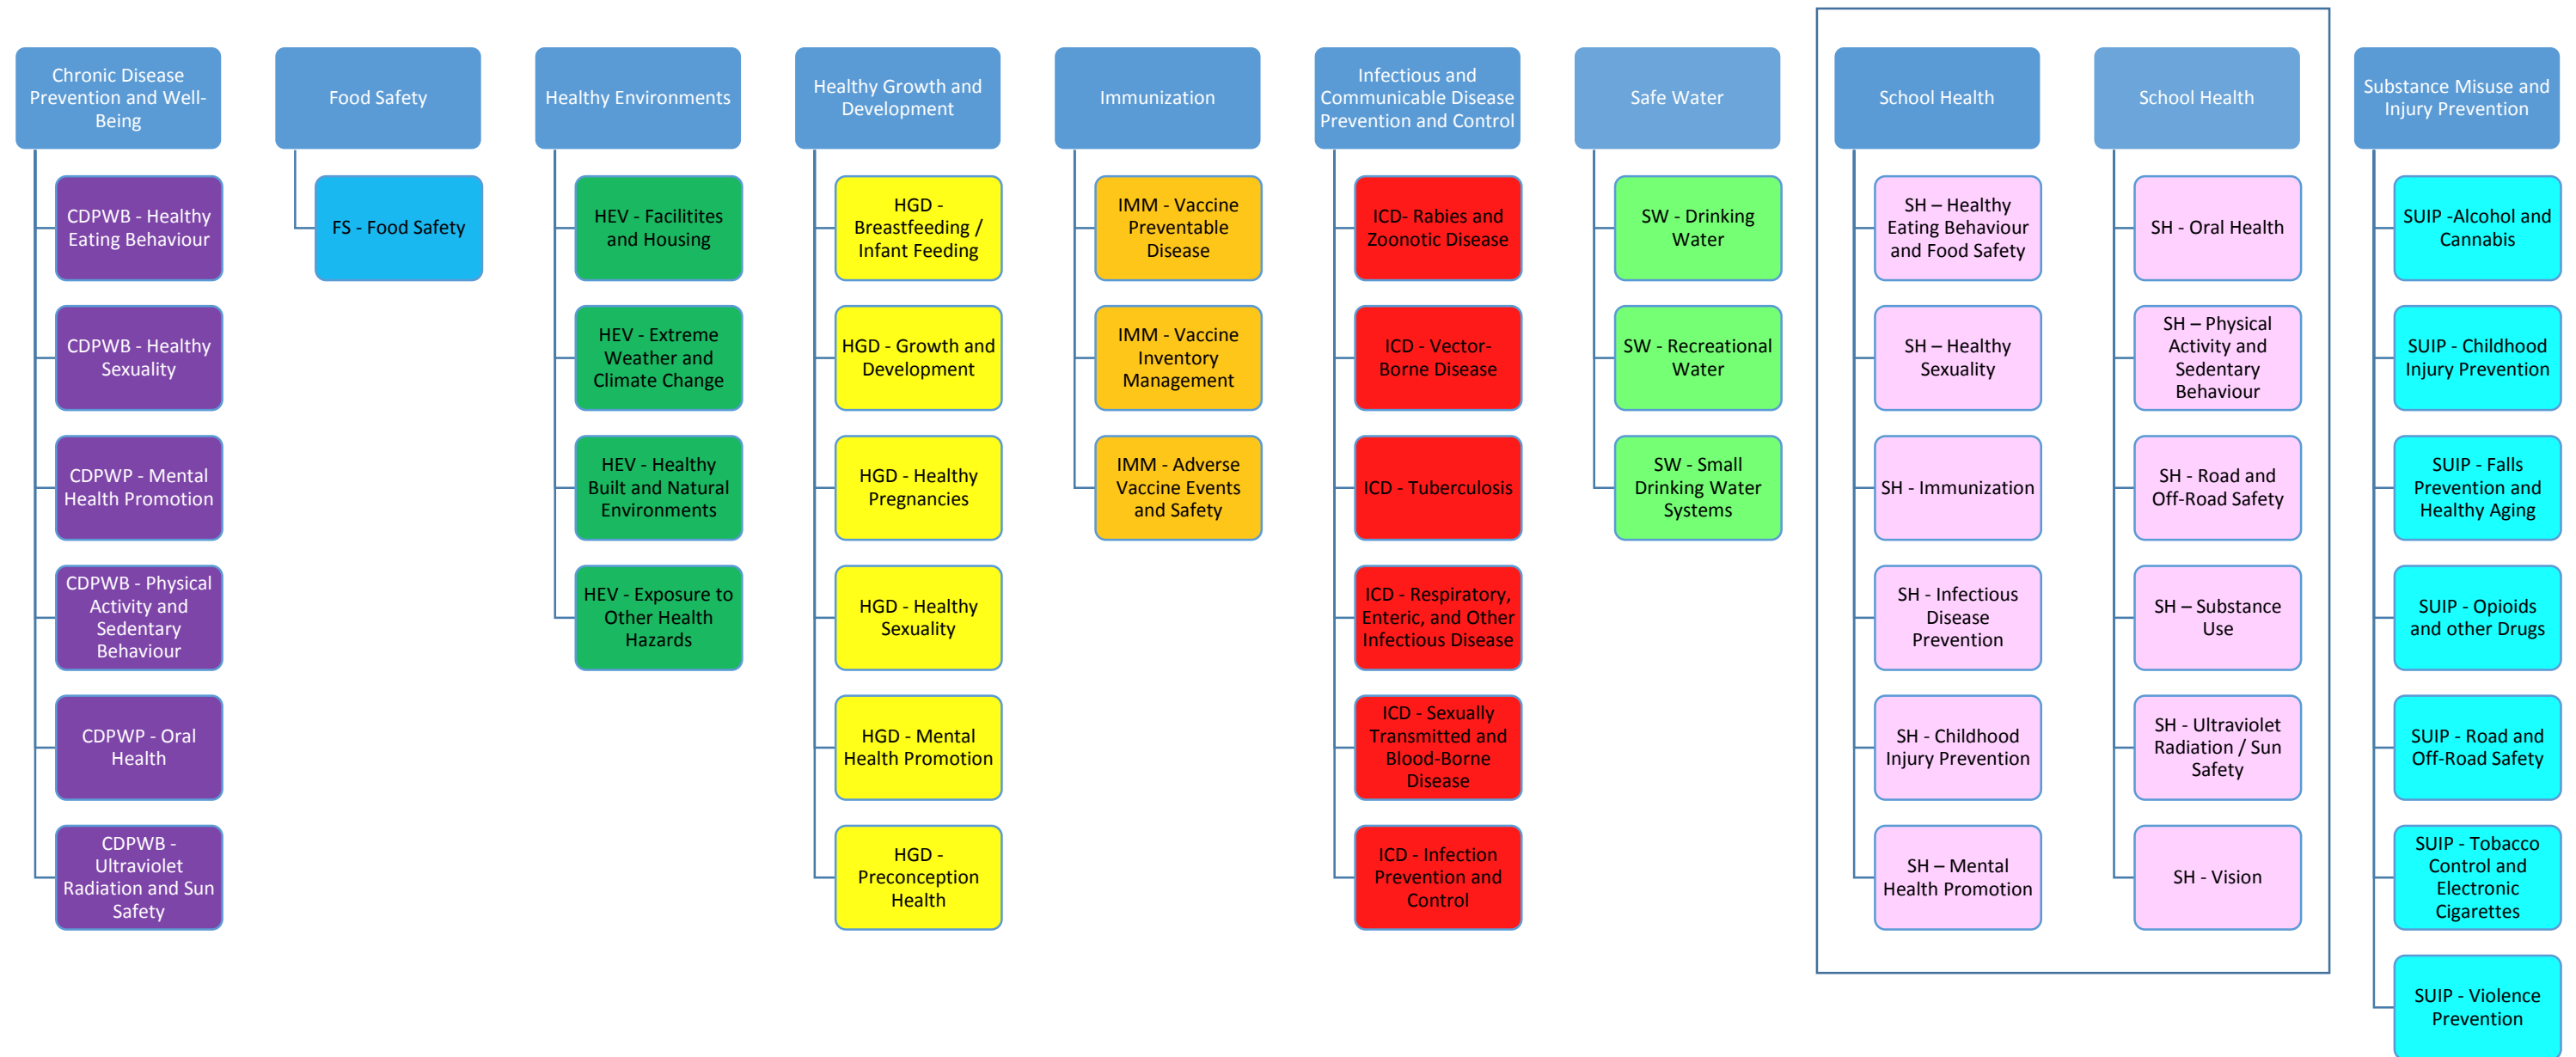 Chronic Disease
Prevention and Well-
Being
CDPWB - Healthy
Eating Behaviour
CDPWB - Healthy
Sexuality
CDPWP - Mental
Health Promotion
CDPWB - Physical
Activity and
Sedentary
Behaviour
CDPWP - Oral
Health
CDPWB -
Ultraviolet
Radiation and Sun
Safety
Food Safety
FS - Food Safety
Healthy Environments
HEV - Facilitites
and Housing
HEV - Extreme
Weather and
Climate Change
HEV - Healthy
Built and Natural
Environments
HEV - Exposure to
Other Health
Hazards
Healthy Growth and
Development
HGD -
Breastfeeding /
Infant Feeding
HGD - Growth and
Development
HGD - Healthy
Pregnancies
HGD - Healthy
Sexuality
HGD - Mental
Health Promotion
HGD -
Preconception
Health
Immunization
IMM - Vaccine
Preventable
Disease
IMM - Vaccine
Inventory
Management
IMM - Adverse
Vaccine Events
and Safety
Infectious and
Communicable Disease
Prevention and Control
ICD- Rabies and
Zoonotic Disease
ICD - Vector-
Borne Disease
ICD - Tuberculosis
ICD - Respiratory,
Enteric, and Other
Infectious Disease
ICD - Sexually
Transmitted and
Blood-Borne
Disease
ICD - Infection
Prevention and
Control
Safe Water
SW - Drinking
Water
SW - Recreational
Water
SW - Small
Drinking Water
Systems
School Health
SH – Healthy
Eating Behaviour
and Food Safety
SH – Healthy
Sexuality
SH - Immunization
SH - Infectious
Disease
Prevention
SH - Childhood
Injury Prevention
SH – Mental
Health Promotion
School Health
SH - Oral Health
SH – Physical
Activity and
Sedentary
Behaviour
SH - Road and
Off-Road Safety
SH – Substance
Use
SH - Ultraviolet
Radiation / Sun
Safety
SH - Vision
Substance Misuse and
Injury Prevention
SUIP -Alcohol and
Cannabis
SUIP - Childhood
Injury Prevention
SUIP - Falls
Prevention and
Healthy Aging
SUIP - Opioids
and other Drugs
SUIP - Road and
Off-Road Safety
SUIP - Tobacco
Control and
Electronic
Cigarettes
SUIP - Violence
Prevention